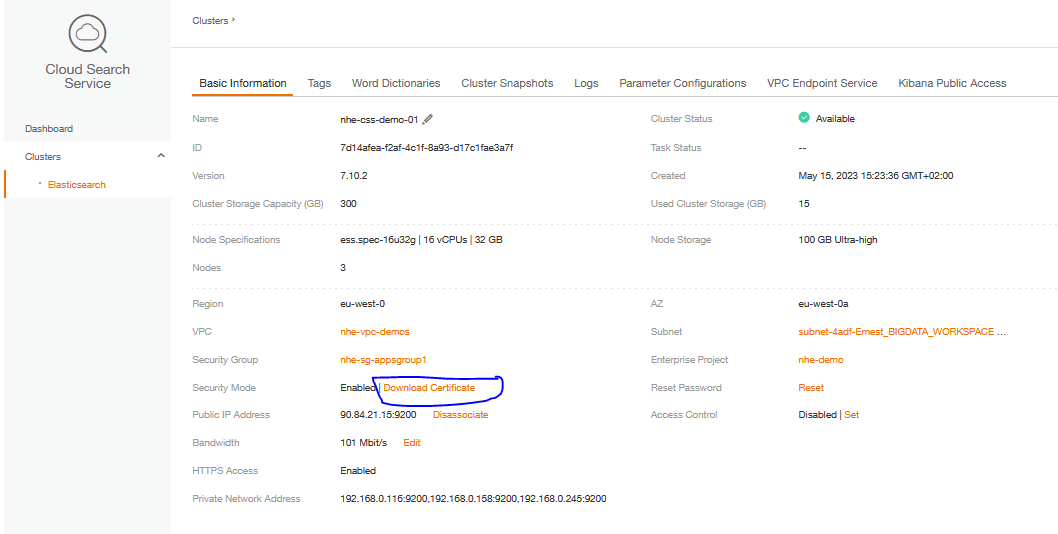 Cloud Search
Service
Dashboard
Clusters
Elasticsearch
Clusters >
Basic Information Tags Word Dictionaries Cluster Snapshots Logs Parameter Configurations VPC Endpoint Service Kibana Public Access
Name nhe-css-demo-01 Cluster Status Available
ID 7d14afea-f2af-4c1f-8a93-d17c1fae3a7f Task Status --
Version 7.10.2 Created May 15, 2023 15:23:36 GMT+02:00
Cluster Storage Capacity (GB) 300 Used Cluster Storage (GB) 15
Node Specifications ess.spec-16u32g | 16 vCPUs | 32 GB Node Storage 100 GB Ultra-high
Nodes 3
Region eu-west-0 AZ eu-west-0a
VPC nhe-vpc-demos Subnet subnet-4adf-Ernest_BIGDATA_WORKSPACE ...
Security Group nhe-sg-appsgroup1 Enterprise Project nhe-demo
Security Mode Enabled | Download Certificate Reset Password Reset
Public IP Address 90.84.21.15:9200 Disassociate Access Control Disabled | Set
Bandwidth 101 Mbit/s Edit
HTTPS Access Enabled
Private Network Address 192.168.0.116:9200,192.168.0.158:9200,192.168.0.245:9200